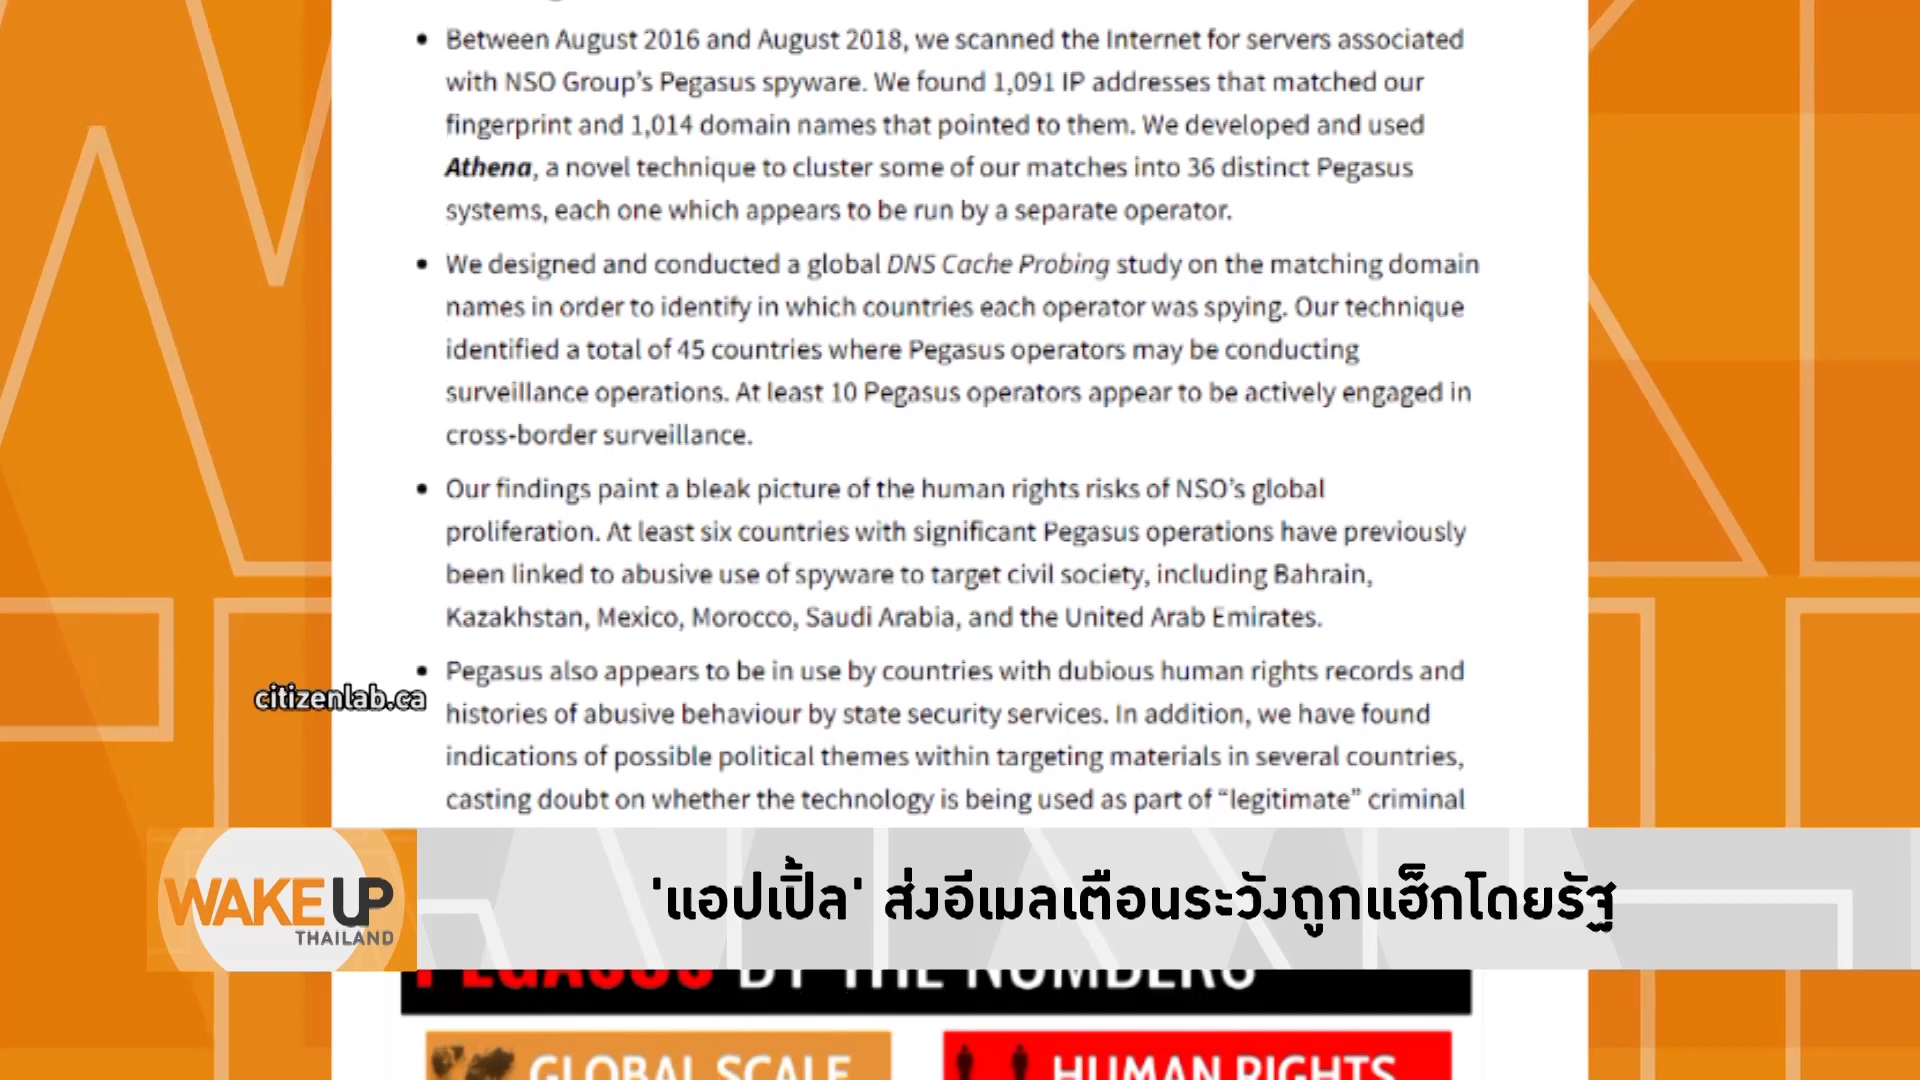 Between August 2016 and August 2018, we scanned the Internet for servers associated
with NSO Group's Pegasus spyware. We found 1,091 IP addresses that matched our
fingerprint and 1,014 domain names that pointed to them. We developed and used
Athena, a novel technique to cluster some of our matches into 36 distinct Pegasus
systems, each one which appears to be run by a separate operator.
We designed and conducted a global DNS Cache Probing study on the matching domain
names in order to identify in which countries each operator was spying. Our technique
identified a total of 45 countries where Pegasus operators may be conducting
surveillance operations. At least 10 Pegasus operators appear to be actively engaged in
cross-border surveillance.
Our findings paint a bleak picture of the human rights risks of NSO's global
proliferation. At least six countries with significant Pegasus operations have previously
been linked to abusive use of spyware to target civil society, including Bahrain,
Kazakhstan, Mexico, Morocco, Saudi Arabia, and the United Arab Emirates.
Pegasus also appears to be in use by countries with dubious human rights records and
citizenlab.ca
histories of abusive behaviour by state security services. In addition, we have found
indications of possible political themes within targeting materials in several countries,
casting doubt on whether the technology is being used as part of “legitimate” criminal
WAKE UP
THAILAND
'แอปเปิ้ล' ส่งอีเมลเตือนระวังถูกแฮ็กโดยรัฐ
PEGASUS BY THE NUMBERS
GLOBAL SCALE
HUMAN RIGHTS